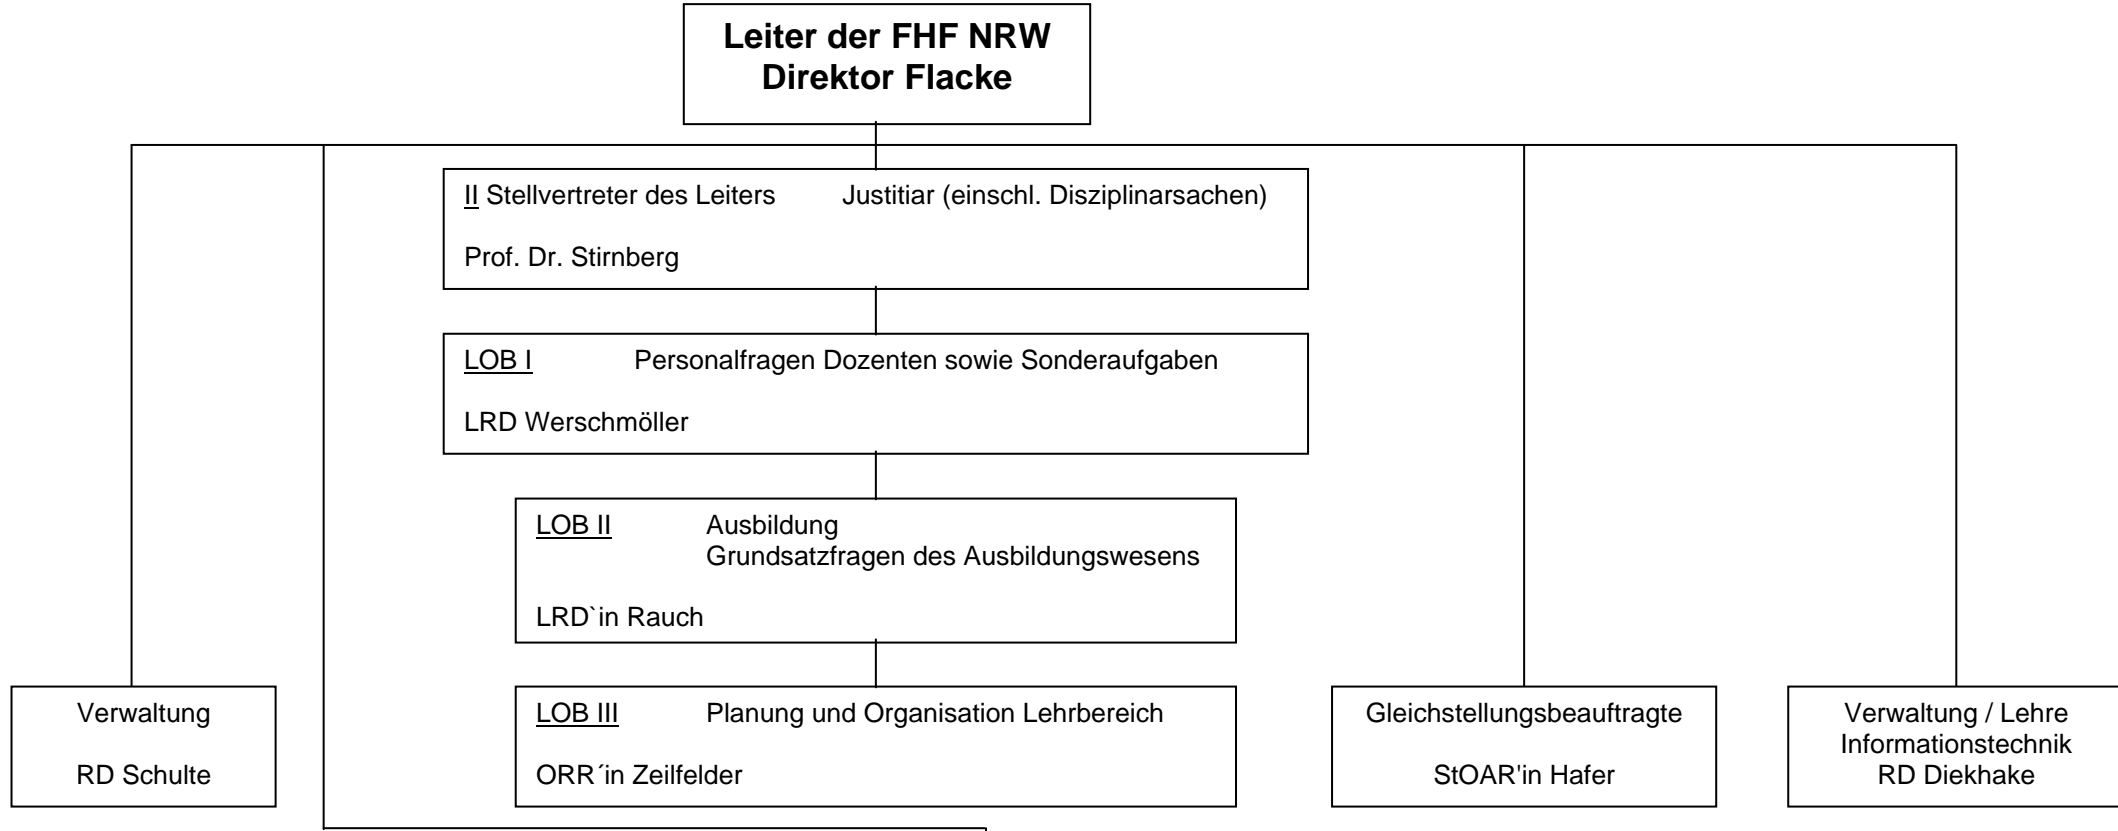 Leiter der FHF NRW
Direktor Flacke
II Stellvertreter des Leiters Justitiar (einschl. Disziplinarsachen)
Prof. Dr. Stirnberg
LOB I Personalfragen Dozenten sowie Sonderaufgaben
LRD Werschmöller
LOB II Ausbildung
Grundsatzfragen des Ausbildungswesens
LRD`in Rauch
Verwaltung
RD Schulte
LOB III Planung und Organisation Lehrbereich
ORR´in Zeilfelder
Gleichstellungsbeauftragte
StOAR'in Hafer
Verwaltung / Lehre
Informationstechnik
RD Diekhake